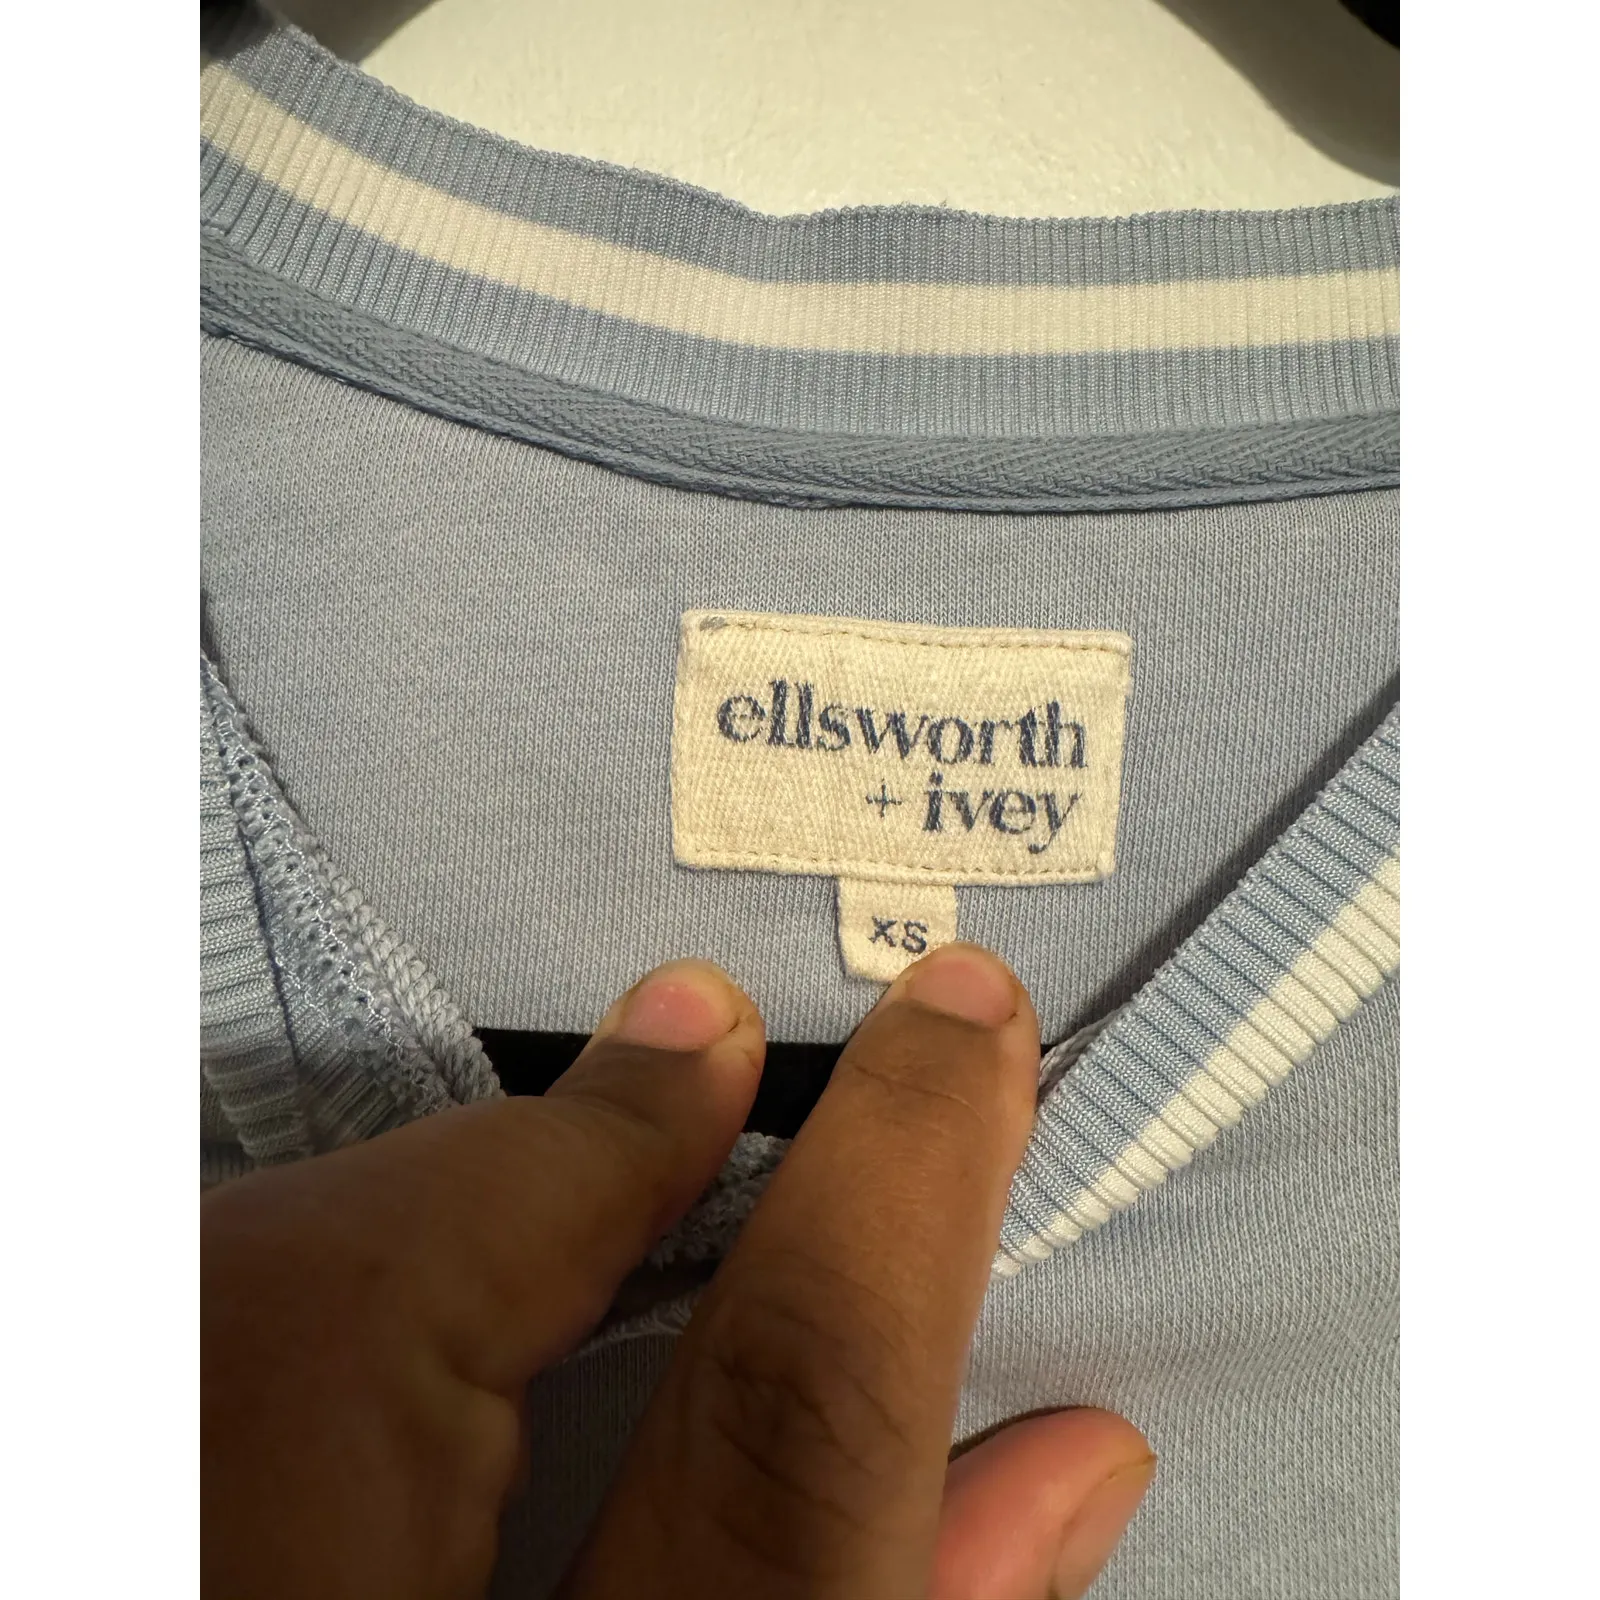 ellsworth
+ ivey
XS